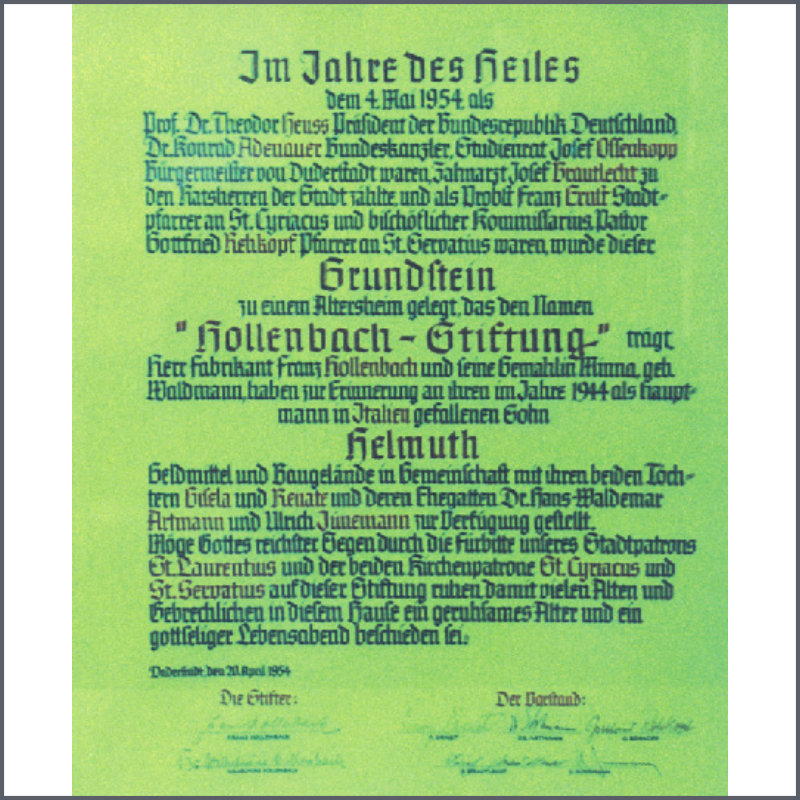 Im Jahre des Heiles
dem 4. Mai 1954 als
Prof. Dr. Theodor Heuss Präsident der Bundesrepublik Deutschland,
Dr. Konrad Adenauer Bundeskanzler, Studienrat Josef Ossenkopp
Bürgermeister von Duderstadt waren, Zahnarzt Josef Brautlecht zu
den Ratsherren der Stadt zählte, und als Probst Franz Ernst Stadt-
pfarrer an St. Cyriacus und bischöflicher Kommissarius, Pastor
Gottfried Rehkopf Pfarrer an St. Servatius waren, wurde dieser
Grundstein
zu einem Altersheim gelegt, das den Namen
"Hollenbach - Stiftung" trägt
Herr Fabrikant Franz Hollenbach und seine Gemahlin Minna, geb.
Waldmann, haben zur Erinnerung an ihren im Jahre 1944 als Haupt-
mann in Italien gefallenen Sohn
Helmuth
Geldmittel und Baugelände in Gemeinschaft mit ihren beiden Töch-
tern Gisela und Renate und deren Ehegatten Dr. Hans-Waldemar
Artmann und Ulrich Jünemann zur Verfügung gestellt.
Möge Gottes reichster Segen durch die Fürbitte unseres Stadtpatrons
St. Laurentius und der beiden Kirchenpatrone St. Cyriacus und
St. Servatius auf dieser Stiftung ruhen, damit vielen Alten und
Gebrechlichen in diesem Hause ein geruhsames Alter und ein
gottseliger Lebensabend beschieden sei.
Duderstadt, den 20. April 1954
Die Stifter: Der Vorstand:
FRANZ HOLLENBACH F. ERNST DR. ARTMANN
HOLLENBACH